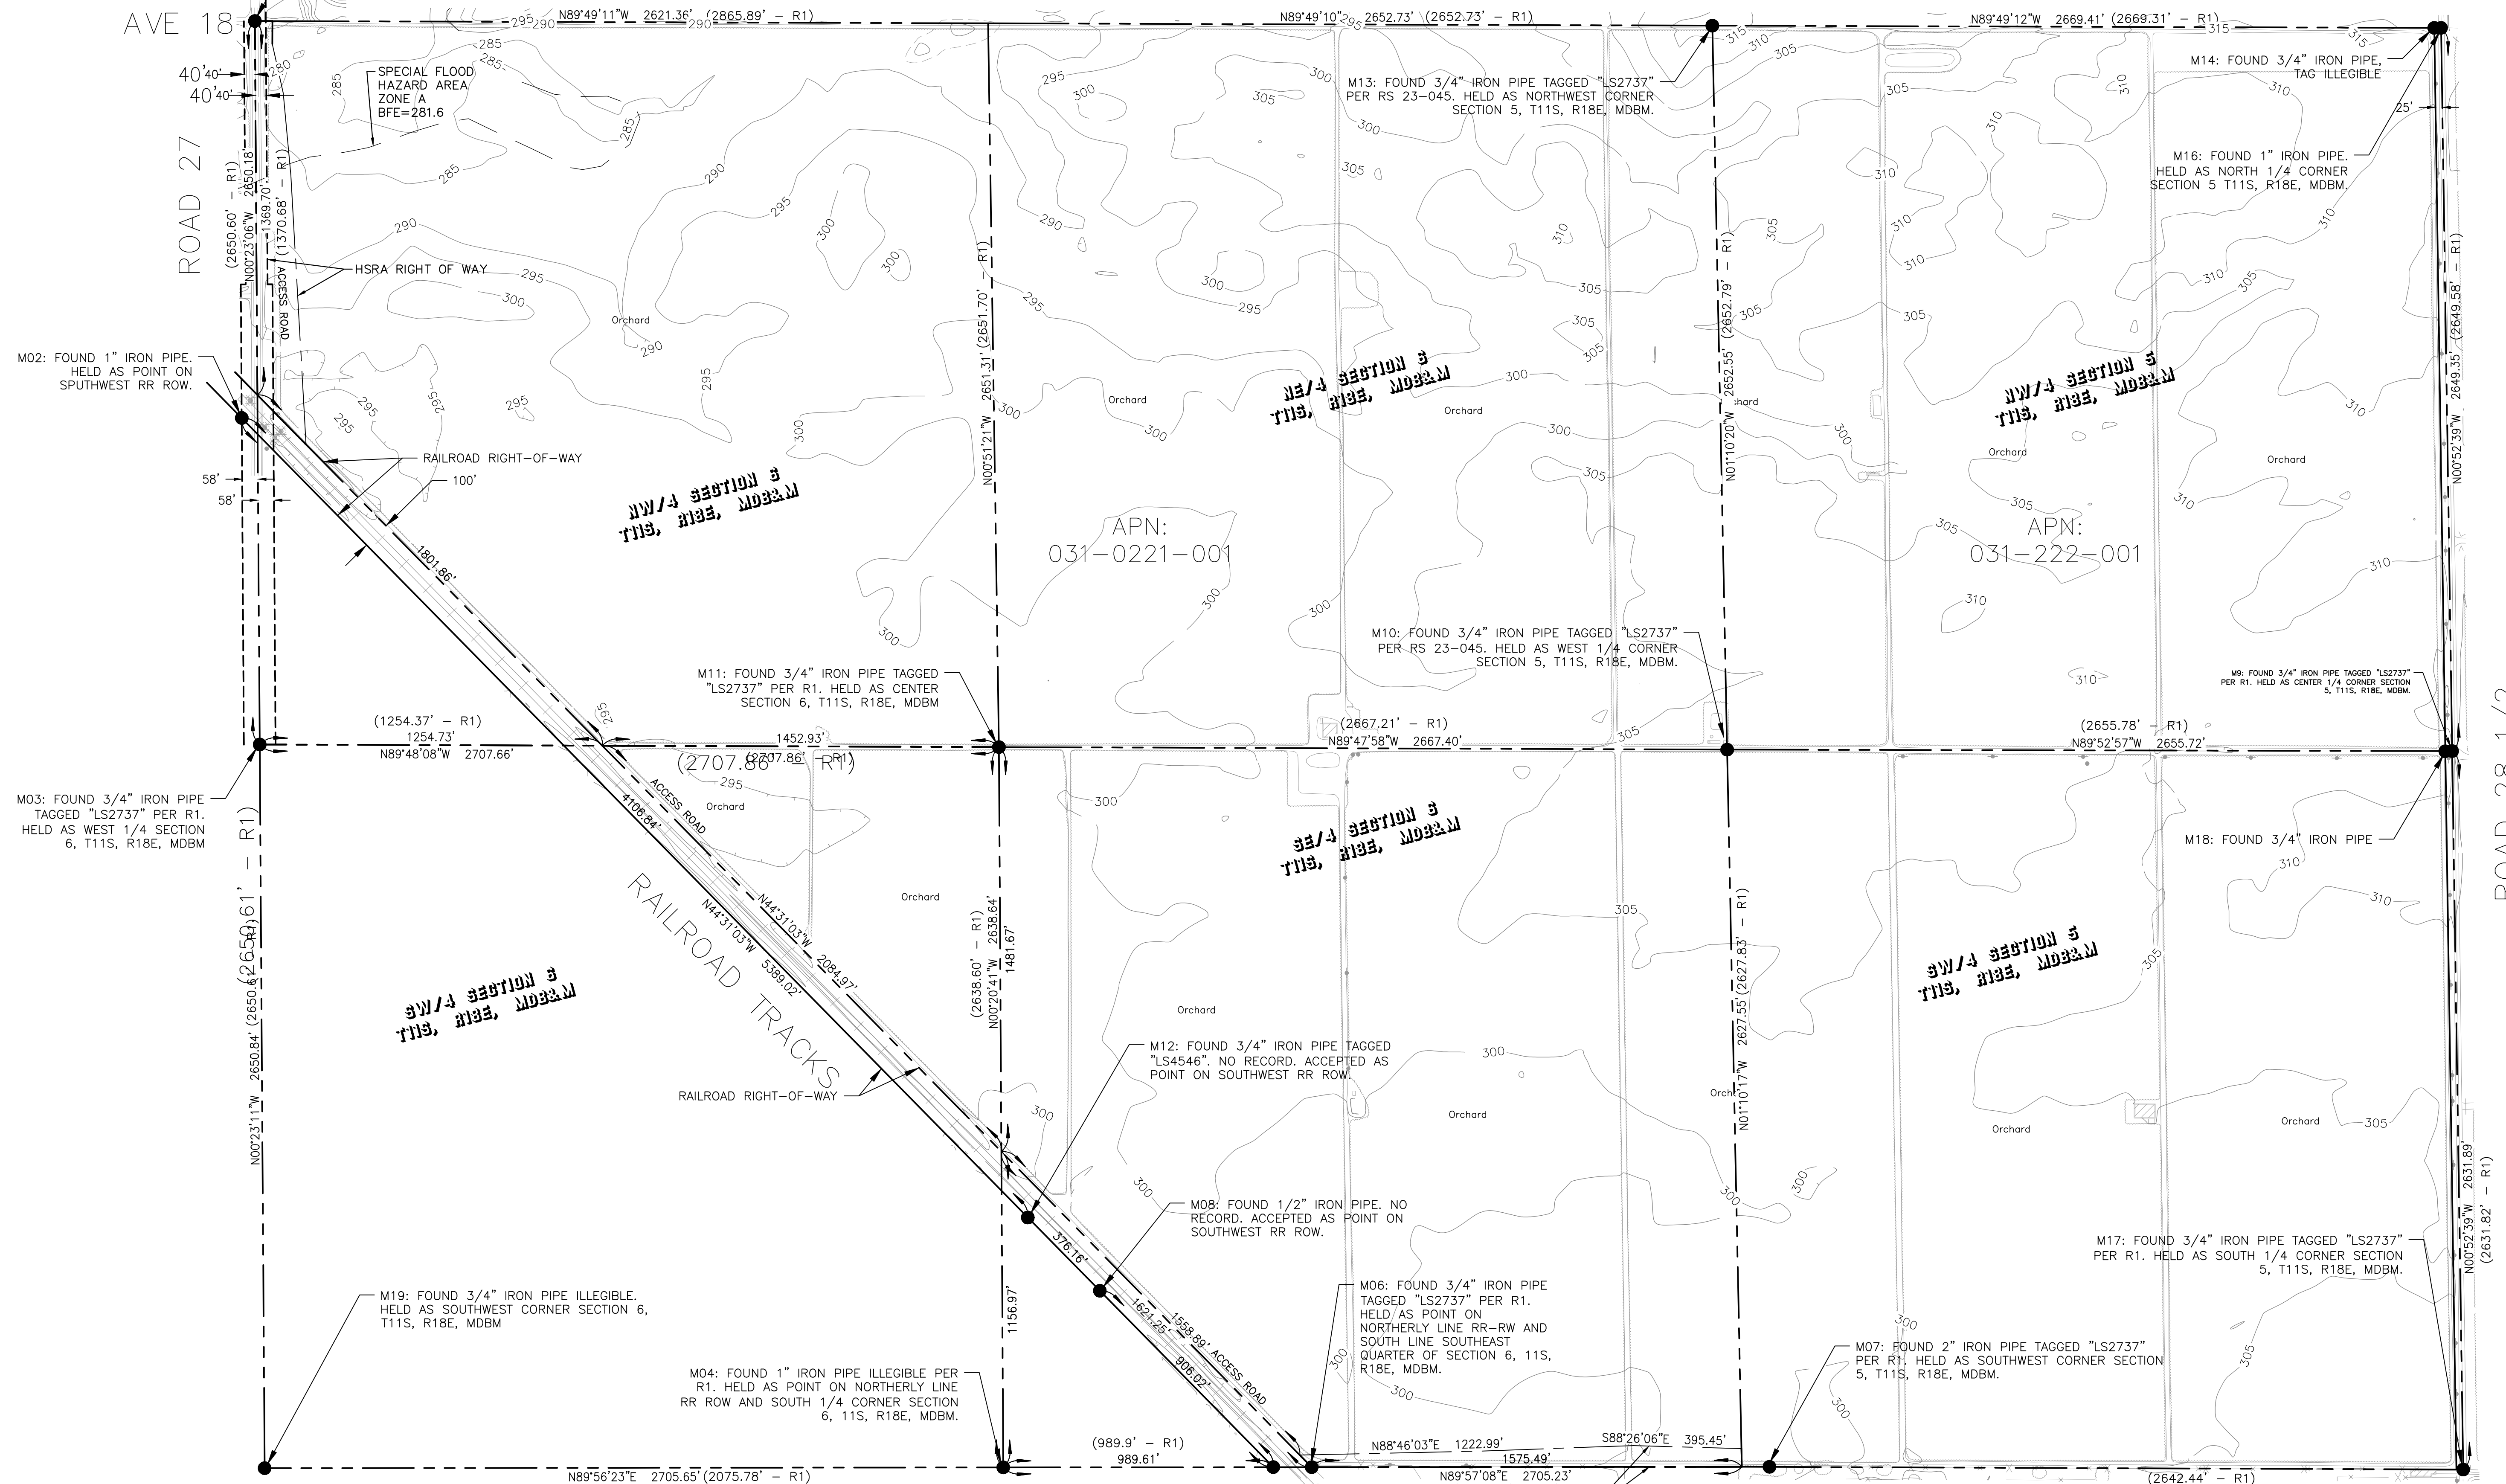 AVE 18
N89°49'11"W 2621.36' (2865.89' - R1)
N89°49'10" 2652.73' (2652.73' - R1)
N89°49'12"W 2669.41' (2669.31' - R1)
40' 40'
40' 40'
ROAD 27
SPECIAL FLOOD
HAZARD AREA
ZONE A
BFE=281.6
M13: FOUND 3/4" IRON PIPE TAGGED "LS2737"
PER RS 23-045. HELD AS NORTHWEST CORNER
SECTION 5, T11S, R18E, MDBM.
M14: FOUND 3/4" IRON PIPE,
TAG ILLEGIBLE
25'
M16: FOUND 1" IRON PIPE.
HELD AS NORTH 1/4 CORNER
SECTION 5 T11S, R18E, MDBM.
(2650.60' - R1)
N00°23'06"W 2650.18'
1369.70'
(1370.68' - R1)
ACCESS ROAD
HSRA RIGHT OF WAY
N00°51'21"W 2651.31' (2651.70' - R1)
N01°10'20"W 2652.55' (2652.79' - R1)
N00°52'39"W 2649.35' (2649.58' - R1)
Orchard
M02: FOUND 1" IRON PIPE.
HELD AS POINT ON
SPUTHWEST RR ROW.
NE/4 SECTION 6
T11S, R18E, MDB&M
NW/4 SECTION 5
T11S, R18E, MDB&M
Orchard
Orchard
chard
Orchard
Orchard
RAILROAD RIGHT-OF-WAY
100'
58'
58'
NW/4 SECTION 6
T11S, R18E, MDB&M
APN:
031-0221-001
APN:
031-222-001
1801.86'
M11: FOUND 3/4" IRON PIPE TAGGED
"LS2737" PER R1. HELD AS CENTER
SECTION 6, T11S, R18E, MDBM
M10: FOUND 3/4" IRON PIPE TAGGED "LS2737"
PER RS 23-045. HELD AS WEST 1/4 CORNER
SECTION 5, T11S, R18E, MDBM.
M9: FOUND 3/4" IRON PIPE TAGGED "LS2737"
PER R1. HELD AS CENTER 1/4 CORNER SECTION
5, T11S, R18E, MDBM.
(1254.37' - R1)
1254.73'
N89°48'08"W 2707.66'
1452.93'
(2707.86' - R1)
(2707.86' - R1)
(2667.21' - R1)
N89°47'58"W 2667.40'
(2655.78' - R1)
N89°52'57"W 2655.72'
M03: FOUND 3/4" IRON PIPE
TAGGED "LS2737" PER R1.
HELD AS WEST 1/4 SECTION
6, T11S, R18E, MDBM
4106.84'
ACCESS ROAD
Orchard
SE/4 SECTION 6
T11S, R18E, MDB&M
M18: FOUND 3/4" IRON PIPE
ROAD 28 1/2
Orchard
RAILROAD TRACKS
N44°31'03"W 5389.02'
N44°31'03"W 2084.97'
(2638.60' - R1)
N00°20'41"W 2638.64'
1481.67'
N01°10'17"W 2627.55' (2627.83' - R1)
SW/4 SECTION 5
T11S, R18E, MDB&M
SW/4 SECTION 6
T11S, R18E, MDB&M
(2650.61' - R1)
N00°23'11"W 2650.84' (2650.61' - R1)
Orchard
M12: FOUND 3/4" IRON PIPE TAGGED
"LS4546". NO RECORD. ACCEPTED AS
POINT ON SOUTHWEST RR ROW.
RAILROAD RIGHT-OF-WAY
Orchard
Orch
Orchard
Orchard
N00°52'39"W 2631.89'
(2631.82' - R1)
M08: FOUND 1/2" IRON PIPE. NO
RECORD. ACCEPTED AS POINT ON
SOUTHWEST RR ROW.
376.16'
M17: FOUND 3/4" IRON PIPE TAGGED "LS2737"
PER R1. HELD AS SOUTH 1/4 CORNER SECTION
5, T11S, R18E, MDBM.
M19: FOUND 3/4" IRON PIPE ILLEGIBLE.
HELD AS SOUTHWEST CORNER SECTION 6,
T11S, R18E, MDBM
1156.97'
1621.25'
1558.89' ACCESS ROAD
906.02'
M06: FOUND 3/4" IRON PIPE
TAGGED "LS2737" PER R1.
HELD AS POINT ON
NORTHERLY LINE RR-RW AND
SOUTH LINE SOUTHEAST
QUARTER OF SECTION 6, 11S,
R18E, MDBM.
M07: FOUND 2" IRON PIPE TAGGED "LS2737"
PER R1. HELD AS SOUTHWEST CORNER SECTION
5, T11S, R18E, MDBM.
M04: FOUND 1" IRON PIPE ILLEGIBLE PER
R1. HELD AS POINT ON NORTHERLY LINE
RR ROW AND SOUTH 1/4 CORNER SECTION
6, 11S, R18E, MDBM.
(989.9' - R1)
989.61'
N88°46'03"E 1222.99'
S88°26'06"E 395.45'
1575.49'
N89°56'23"E 2705.65' (2075.78' - R1)
N89°57'08"E 2705.23'
(2642.44' - R1)